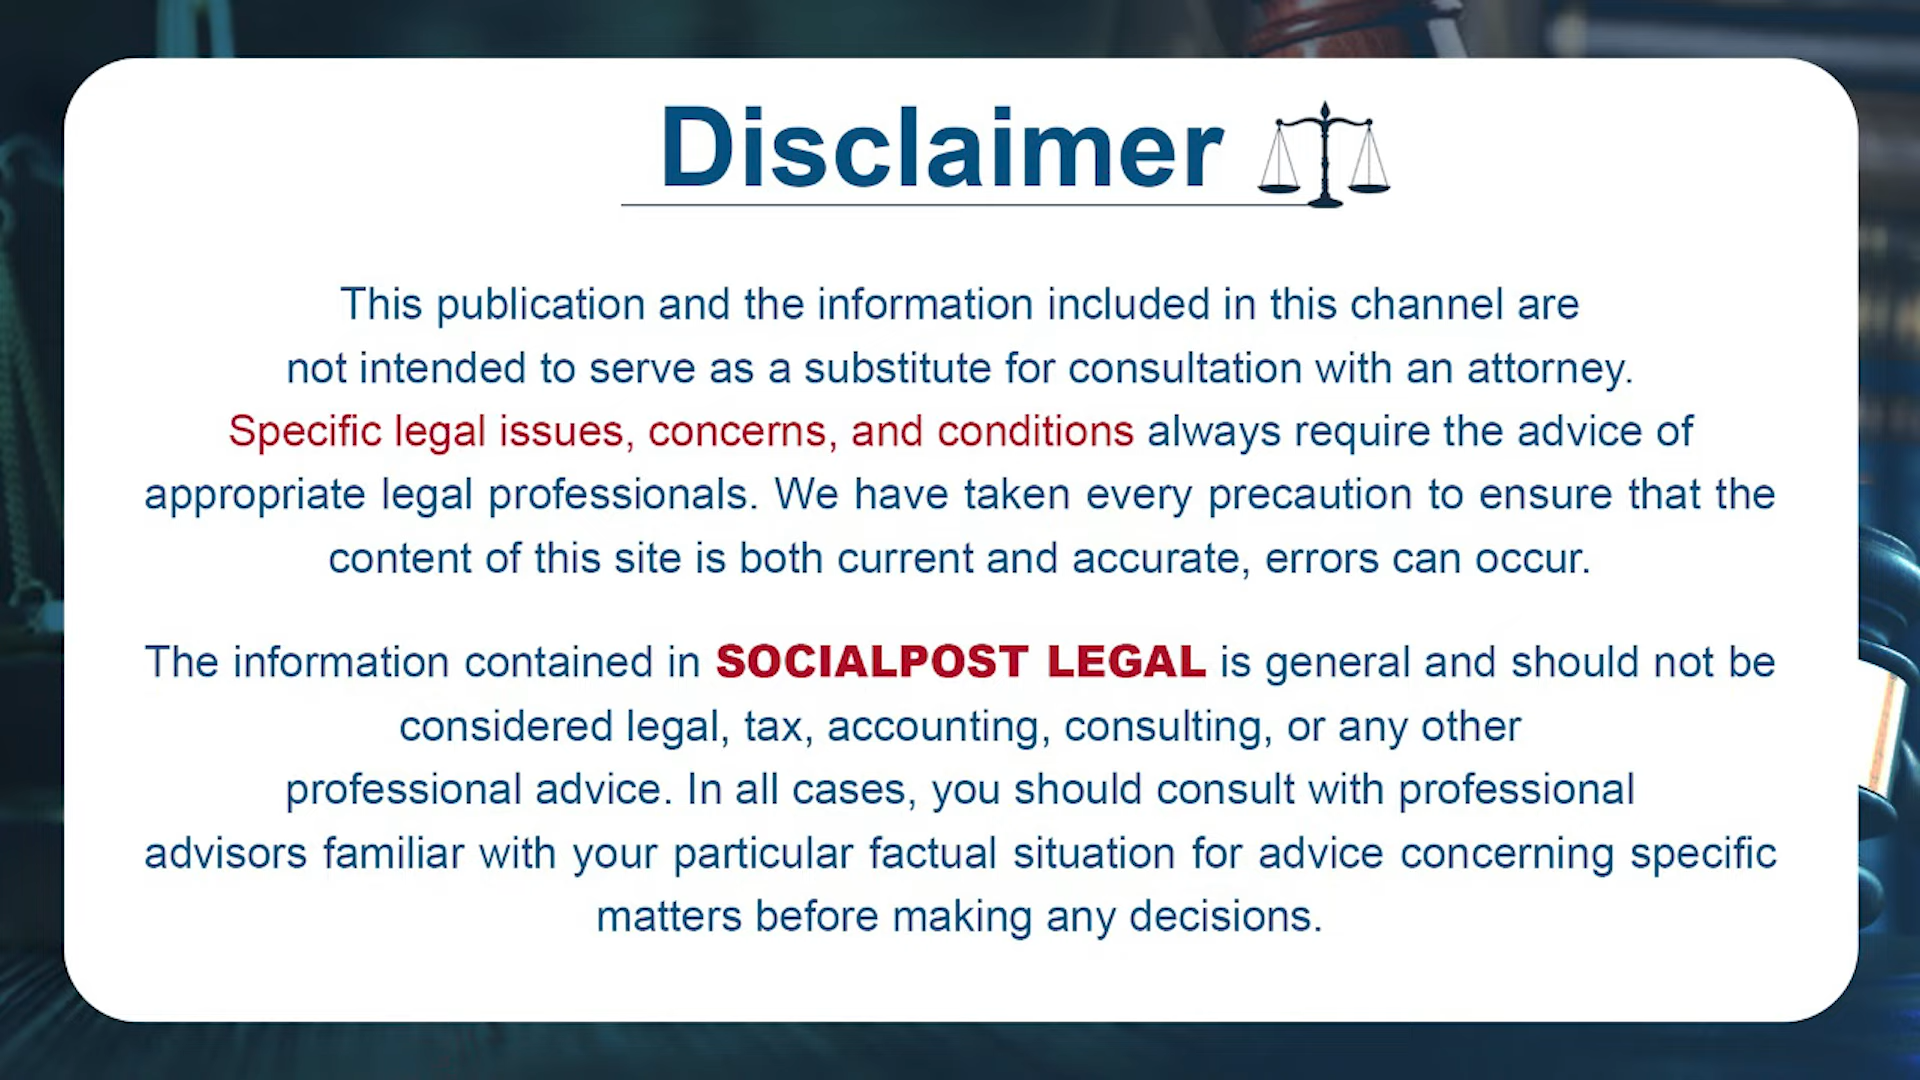 Disclaimer
This publication and the information included in this channel are
not intended to serve as a substitute for consultation with an attorney.
Specific legal issues, concerns, and conditions always require the advice of
appropriate legal professionals. We have taken every precaution to ensure that the
content of this site is both current and accurate, errors can occur.
The information contained in SOCIALPOST LEGAL is general and should not be
considered legal, tax, accounting, consulting, or any other
professional advice. In all cases, you should consult with professional
advisors familiar with your particular factual situation for advice concerning specific
matters before making any decisions.